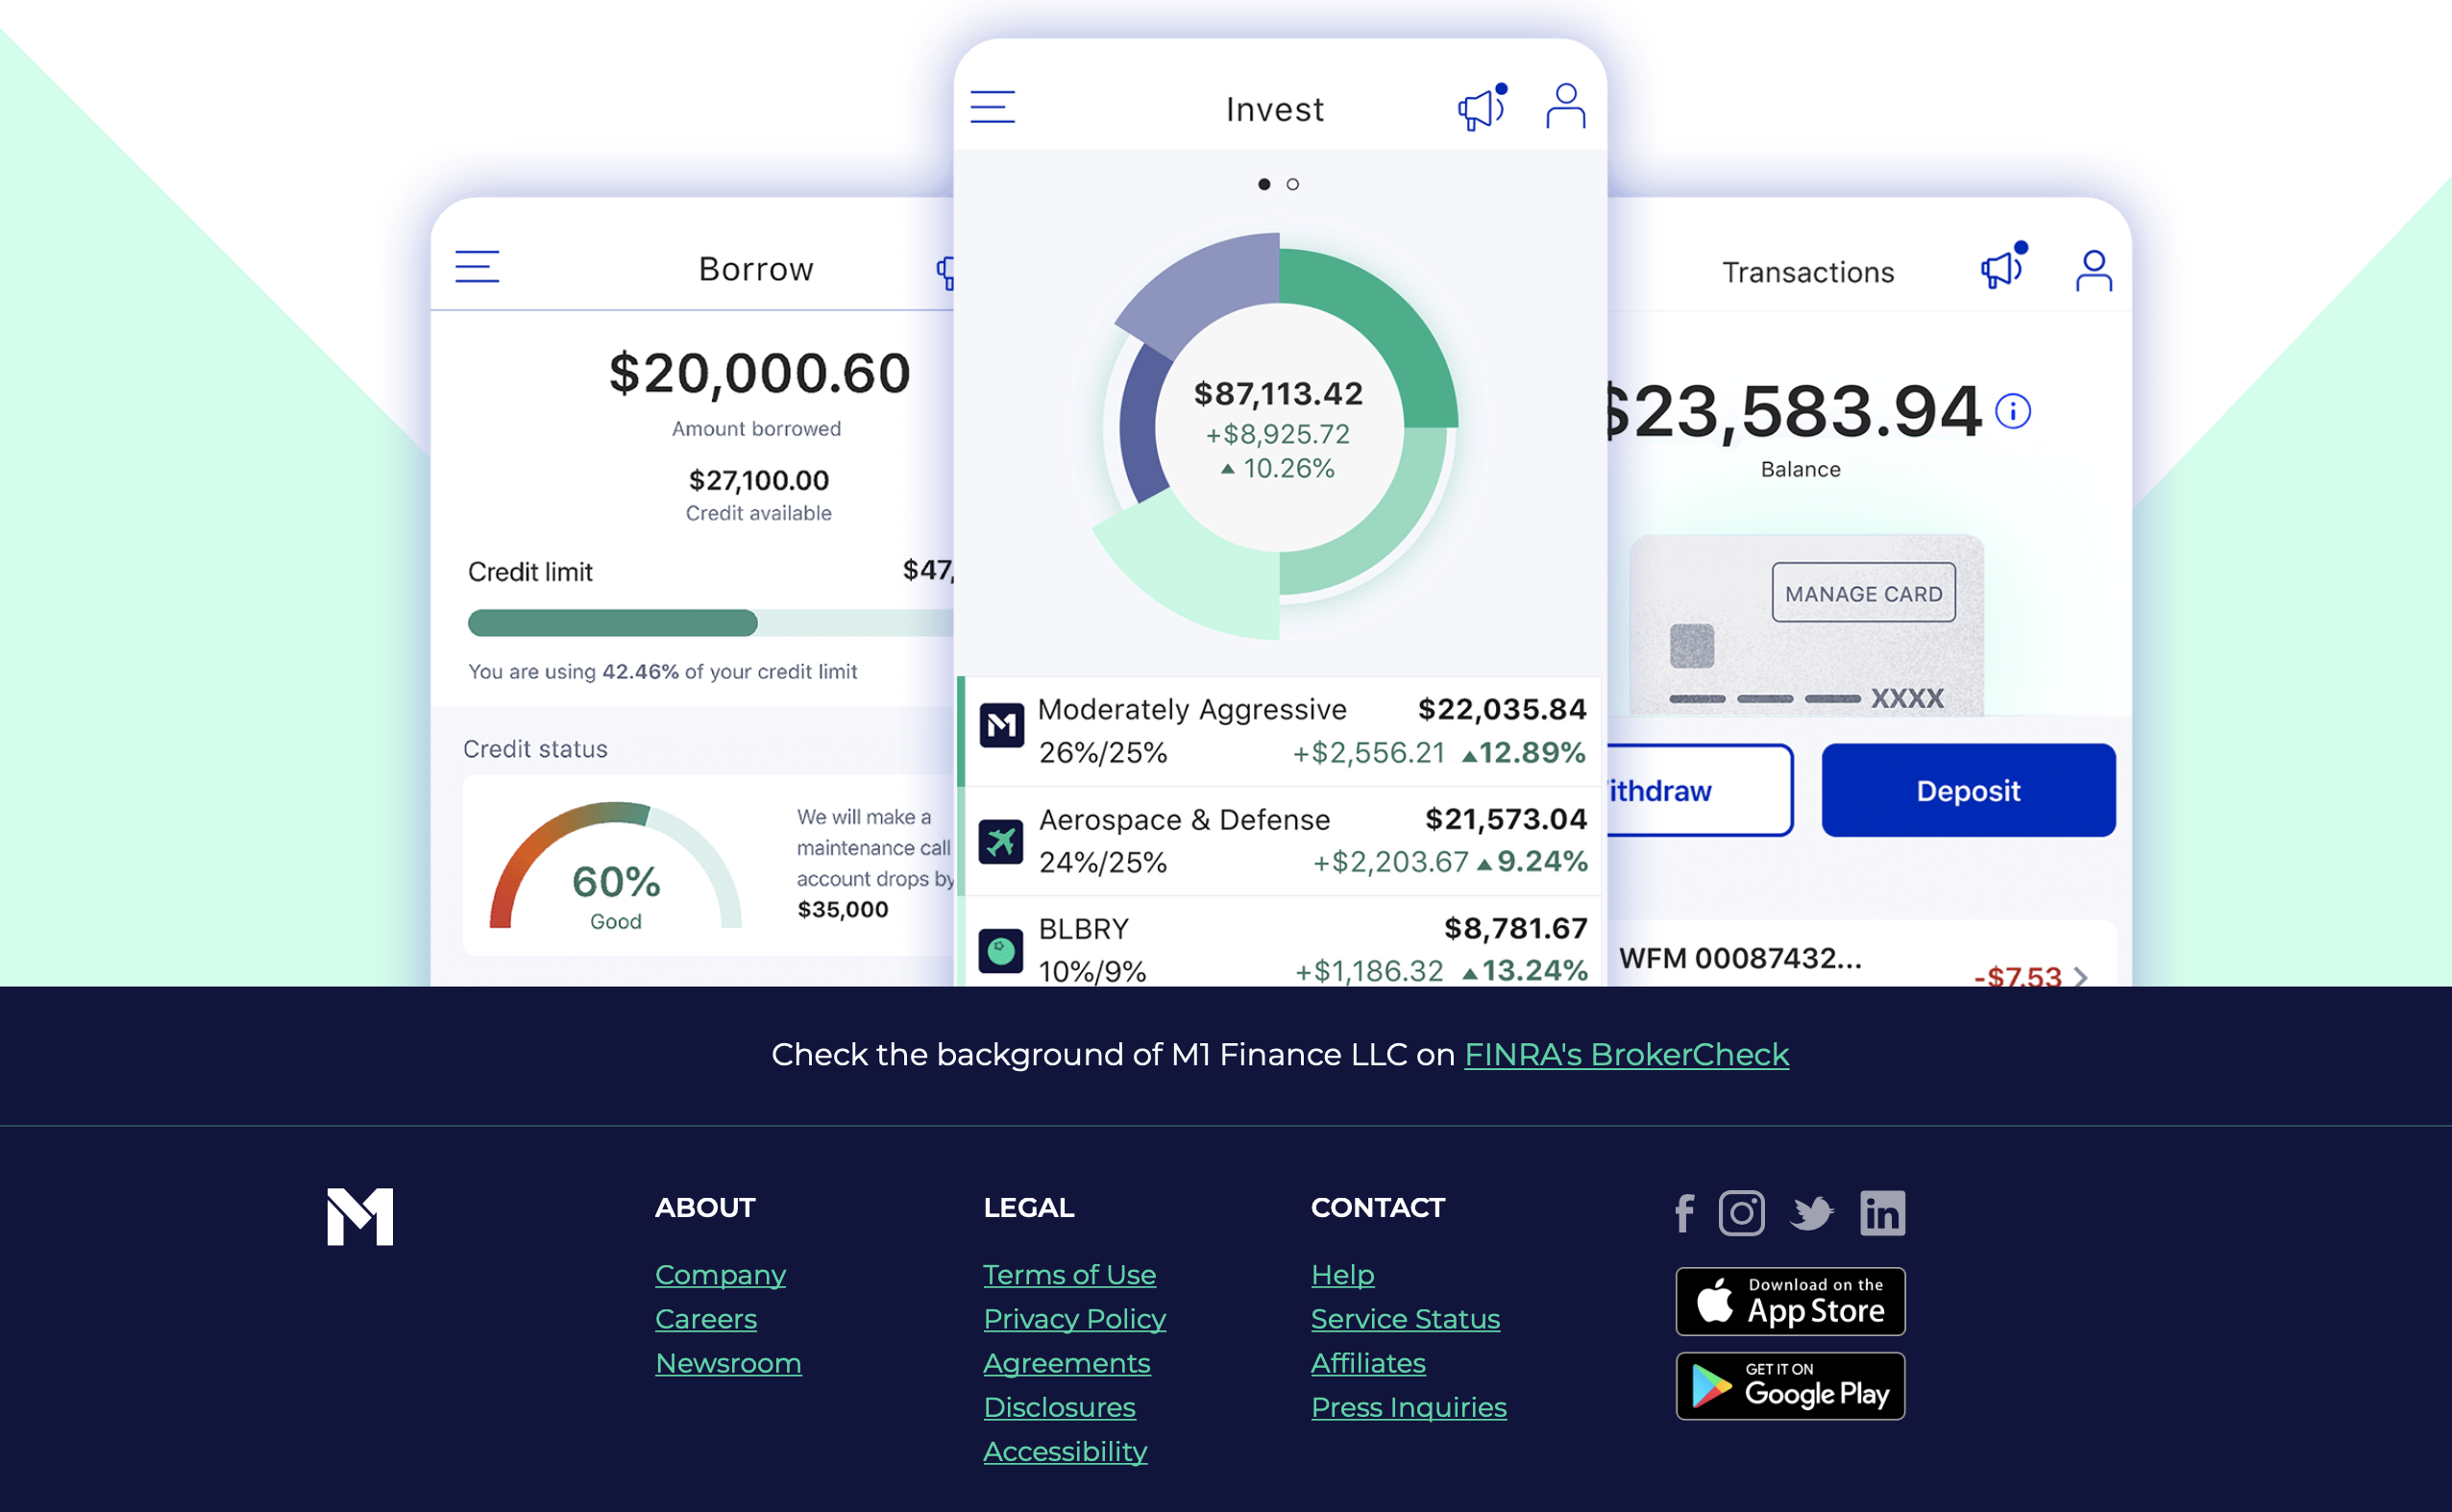 Borrow
$20,000.60
Amount borrowed
$27,100.00
Credit available
Credit limit $47,
You are using 42.46% of your credit limit
Credit status
60%
Good
We will make a
maintenance call
account drops by
$35,000
Invest
$87,113.42
+$8,925.72
▲ 10.26%
M1 Moderately Aggressive $22,035.84
26%/25% +$2,556.21 ▲12.89%
Aerospace & Defense $21,573.04
24%/25% +$2,203.67 ▲9.24%
BLBRY $8,781.67
10%/9% +$1,186.32 ▲13.24%
Transactions
$23,583.94
Balance
MANAGE CARD
XXXX
ithdraw
Deposit
WFM 00087432...
-$7.53
Check the background of M1 Finance LLC on FINRA's BrokerCheck
M1
ABOUT
Company
Careers
Newsroom
LEGAL
Terms of Use
Privacy Policy
Agreements
Disclosures
Accessibility
CONTACT
Help
Service Status
Affiliates
Press Inquiries
f in
Download on the
App Store
GET IT ON
Google Play